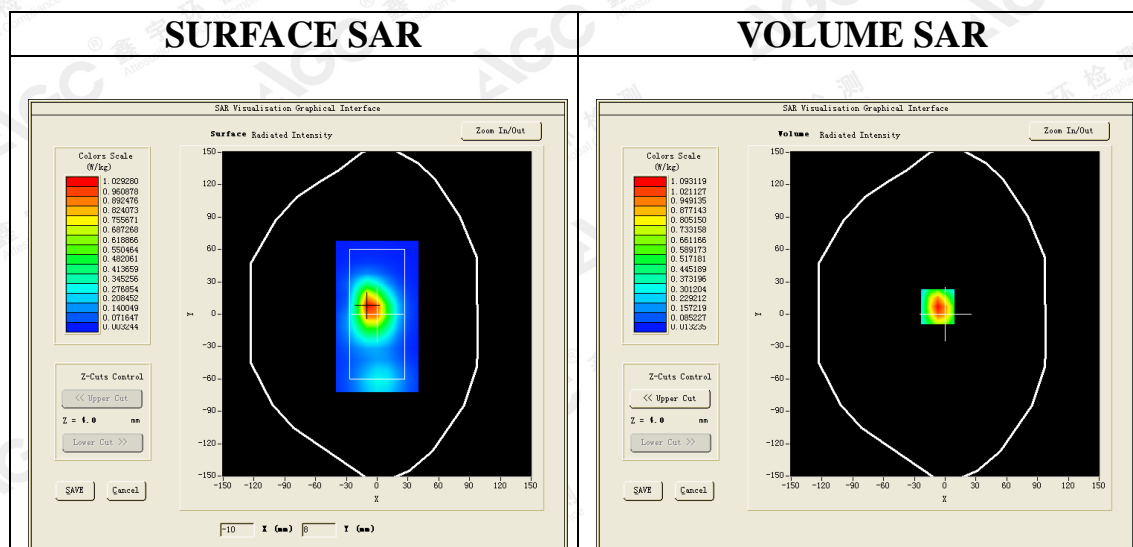 SURFACE SAR
VOLUME SAR
SAR Visualisation Graphical Interface
Surface Radiated Intensity
Zoom In/Out
Colors Scale
(W/kg)
1.029280
0.960878
0.892476
0.824073
0.755671
0.687268
0.618866
0.550464
0.482061
0.413659
0.345256
0.276854
0.208452
0.140049
0.071647
0.003244
Z-Cuts Control
<< Upper Cut
Z = 4.0 mm
Lower Cut >>
SAVE Cancel
150
120
90
60
30
0
-30
-60
-90
-120
-150
Y
-150 -120 -90 -60 -30 0 30 60 90 120 150
X
-10 X (mm) 8 Y (mm)
SAR Visualisation Graphical Interface
Volume Radiated Intensity
Zoom In/Out
Colors Scale
(W/kg)
1.093119
1.021127
0.949135
0.877143
0.805150
0.733158
0.661166
0.589173
0.517181
0.445189
0.373196
0.301204
0.229212
0.157219
0.085227
0.013235
Z-Cuts Control
<< Upper Cut
Z = 4.0 mm
Lower Cut >>
SAVE Cancel
150
120
90
60
30
0
-30
-60
-90
-120
-150
Y
-150 -120 -90 -60 -30 0 30 60 90 120 150
X